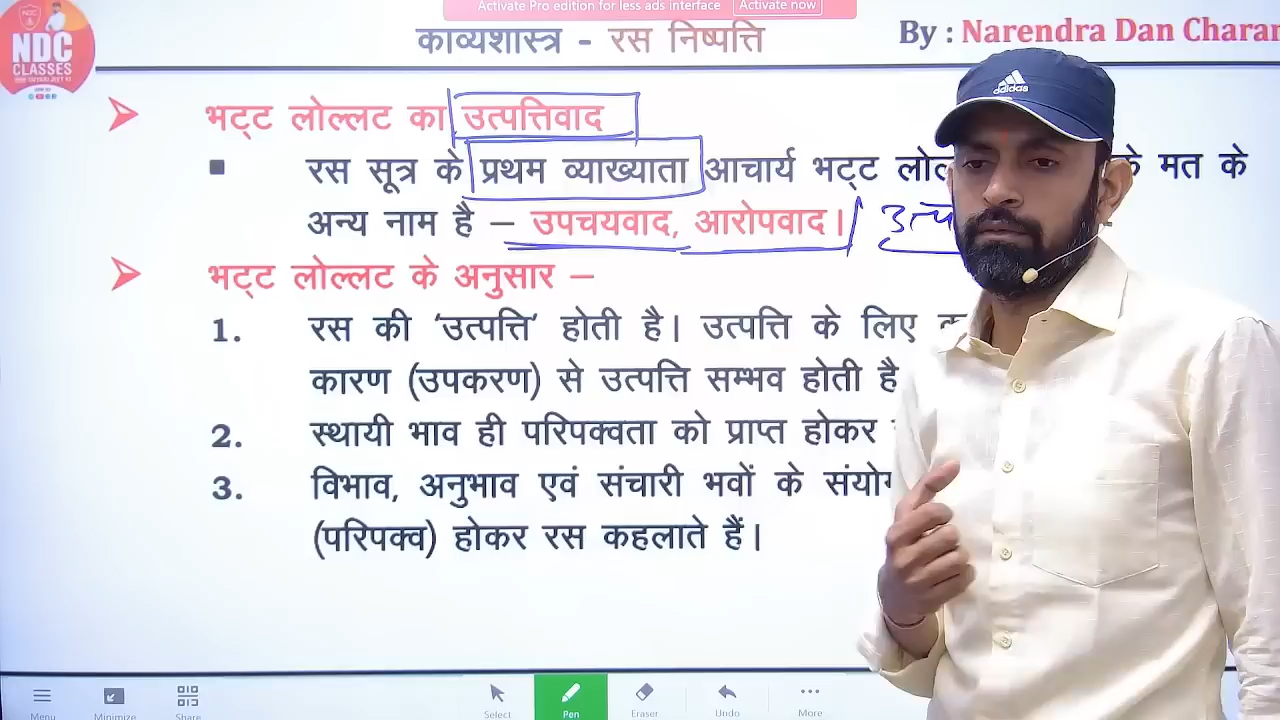 Activate Pro edition for less ads interface Activate now
NDC
CLASSES
काव्यशास्त्र - रस निष्पत्ति
By : Narendra Dan Charan
भट्ट लोल्लट का उत्पत्तिवाद
रस सूत्र के प्रथम व्याख्याता आचार्य भट्ट मत के
अन्य नाम है – उपचयवाद, आरोपवाद।
भट्ट लोल्लट के अनुसार –
1. रस की ‘उत्पत्ति’ होती है। उत्पत्ति के लिए
कारण (उपकरण) से उत्पत्ति सम्भव होती है
2. स्थायी भाव ही परिपक्वता को प्राप्त होकर
3. विभाव, अनुभाव एवं संचारी भवों के
(परिपक्व) होकर रस कहलाते हैं।
adidas
Menu Minimize Share Select Pen Eraser Undo More